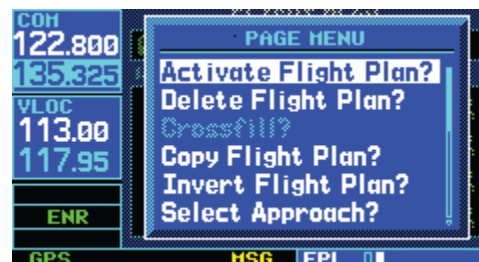 COM
122.800
135.325
VLOC
113.00
117.95
ENR
GPS
PAGE MENU
Activate Flight Plan?
Delete Flight Plan?
Crossfill?
Copy Flight Plan?
Invert Flight Plan?
Select Approach?
MSG
FPL